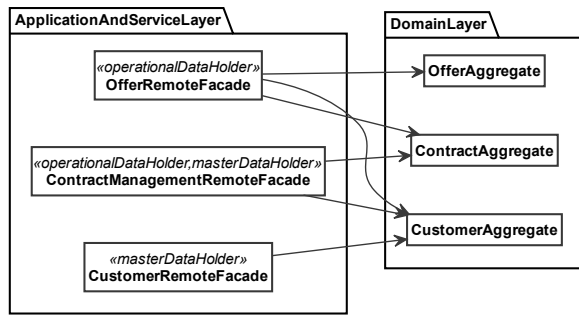 ApplicationAndServiceLayer
«operationalDataHolder»
OfferRemoteFacade
«operationalDataHolder,masterDataHolder»
ContractManagementRemoteFacade
«masterDataHolder»
CustomerRemoteFacade
DomainLayer
OfferAggregate
ContractAggregate
CustomerAggregate